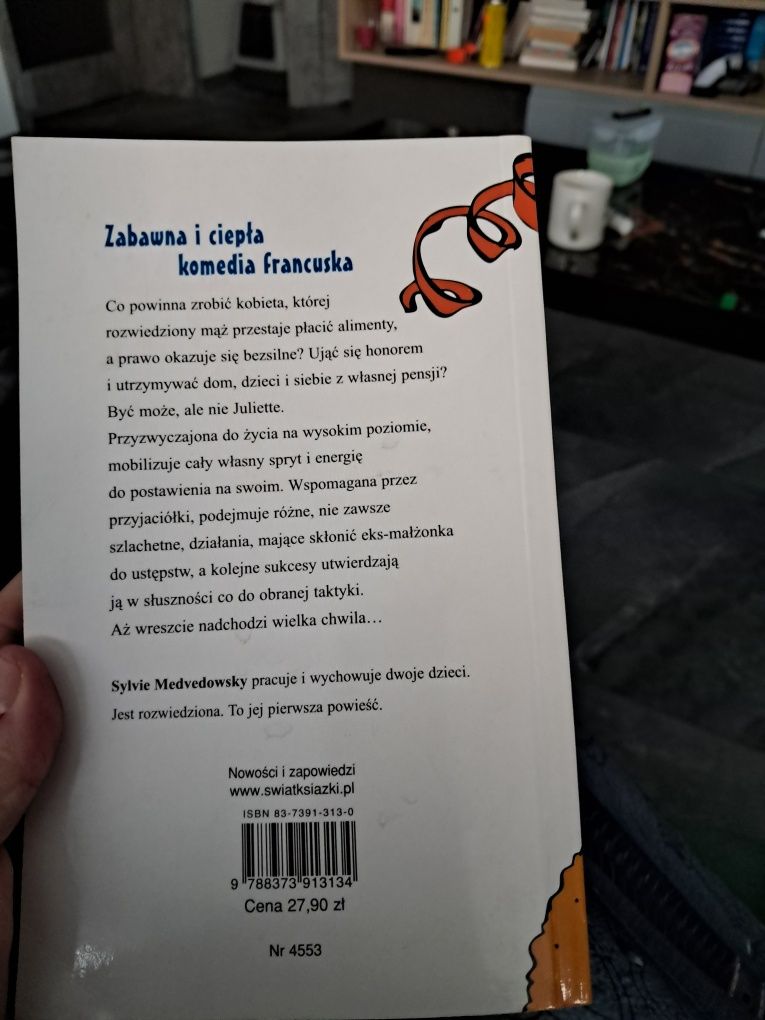 Zabawna i ciepła
komedia francuska
Co powinna zrobić kobieta, której
rozwiedziony mąż przestaje płacić alimenty,
a prawo okazuje się bezsilne? Ująć się honorem
i utrzymywać dom, dzieci i siebie z własnej pensji?
Być może, ale nie Juliette.
Przyzwyczajona do życia na wysokim poziomie,
mobilizuje cały własny spryt i energię
do postawienia na swoim. Wspomagana przez
przyjaciółki, podejmuje różne, nie zawsze
szlachetne, działania, mające skłonić eks-małżonka
do ustępstw, a kolejne sukcesy utwierdzają
ją w słuszności co do obranej taktyki.
Aż wreszcie nadchodzi wielka chwila…
Sylvie Medvedowsky pracuje i wychowuje dwoje dzieci.
Jest rozwiedziona. To jej pierwsza powieść.
Nowości i zapowiedzi
www.swiatksiazki.pl
ISBN 83-7391-313-0
9 788373 913134
Cena 27,90 zł
Nr 4553